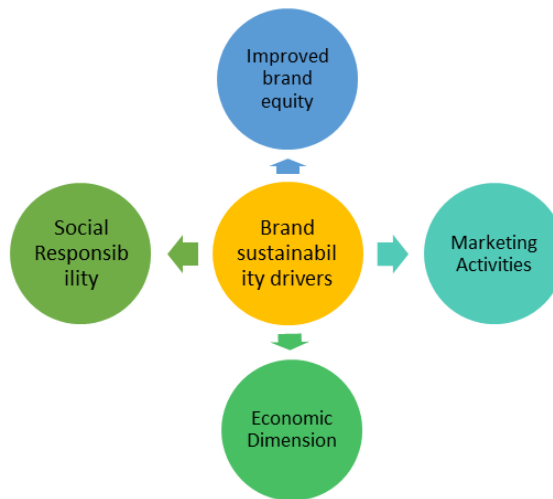 Improved
brand
equity
Social
Responsib
ility
Brand
sustainabil
ity drivers
Marketing
Activities
Economic
Dimension